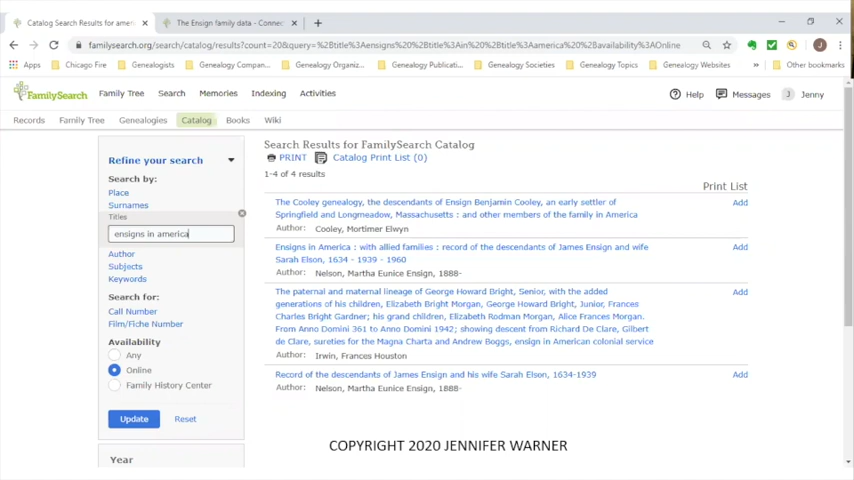 Catalog Search Results for ameri
The Ensign family data - Connec
familysearch.org/search/catalog/results?count=20&query=%2Btitle%3Aensigns%20%2Btitle%3Ain%20%2Btitle%3Aamerica%20%2Bavailability%3AOnline
Apps Chicago Fire Genealogists Genealogy Compan... Genealogy Organiz... Genealogy Publicati... Genealogy Societies Genealogy Topics Genealogy Websites » Other bookmarks
FamilySearch Family Tree Search Memories Indexing Activities Help Messages J Jenny
Records Family Tree Genealogies Catalog Books Wiki
Refine your search
Search by:
Place
Surnames
Titles
ensigns in america
Author
Subjects
Keywords
Search for:
Call Number
Film/Fiche Number
Availability
Any
Online
Family History Center
Update Reset
Year
Search Results for FamilySearch Catalog
PRINT Catalog Print List (0)
1-4 of 4 results
Print List
The Cooley genealogy, the descendants of Ensign Benjamin Cooley, an early settler of Add
Springfield and Longmeadow, Massachusetts : and other members of the family in America
Author: Cooley, Mortimer Elwyn
Ensigns in America : with allied families : record of the descendants of James Ensign and wife Add
Sarah Elson, 1634 - 1939 - 1960
Author: Nelson, Martha Eunice Ensign, 1888-
The paternal and maternal lineage of George Howard Bright, Senior, with the added Add
generations of his children, Elizabeth Bright Morgan, George Howard Bright, Junior, Frances
Charles Bright Gardner; his grand children, Elizabeth Rodman Morgan, Alice Frances Morgan.
From Anno Domini 361 to Anno Domini 1942; showing descent from Richard De Clare, Gilbert
de Clare, sureties for the Magna Charta and Andrew Boggs, ensign in American colonial service
Author: Irwin, Frances Houston
Record of the descendants of James Ensign and his wife Sarah Elson, 1634-1939 Add
Author: Nelson, Martha Eunice Ensign, 1888-
COPYRIGHT 2020 JENNIFER WARNER